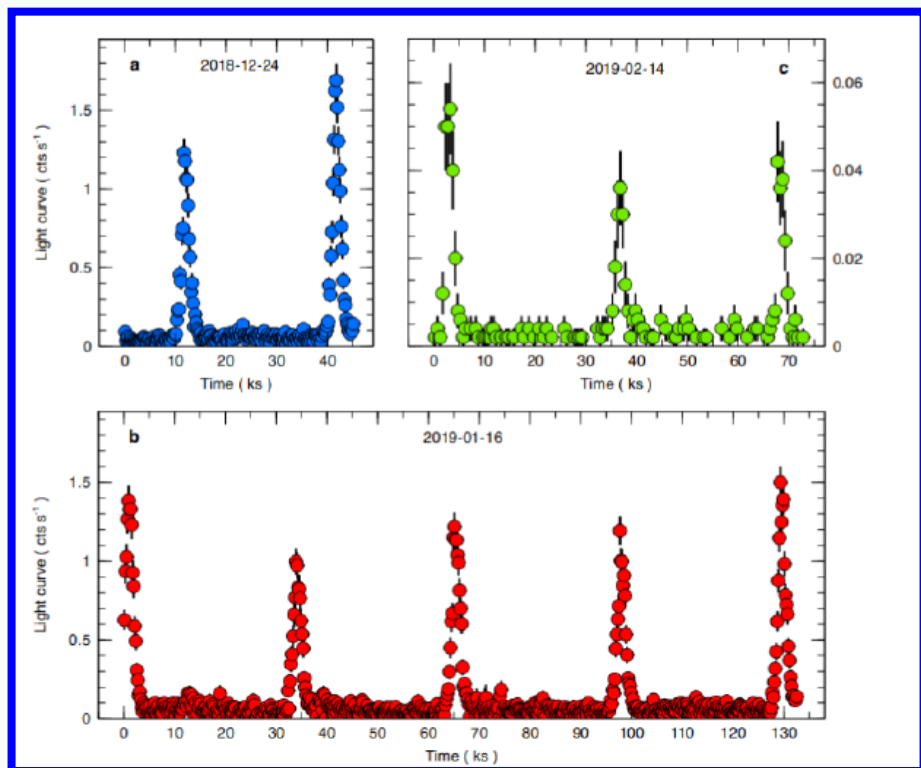 a 2018-12-24
2019-02-14 c
Light curve ( cts s⁻¹ )
1.5
1
0.5
0
0.06
0.04
0.02
0
0 10 20 30 40
Time ( ks )
0 10 20 30 40 50 60 70
Time ( ks )
b 2019-01-16
Light curve ( cts s⁻¹ )
1.5
1
0.5
0
0 10 20 30 40 50 60 70 80 90 100 110 120 130
Time ( ks )